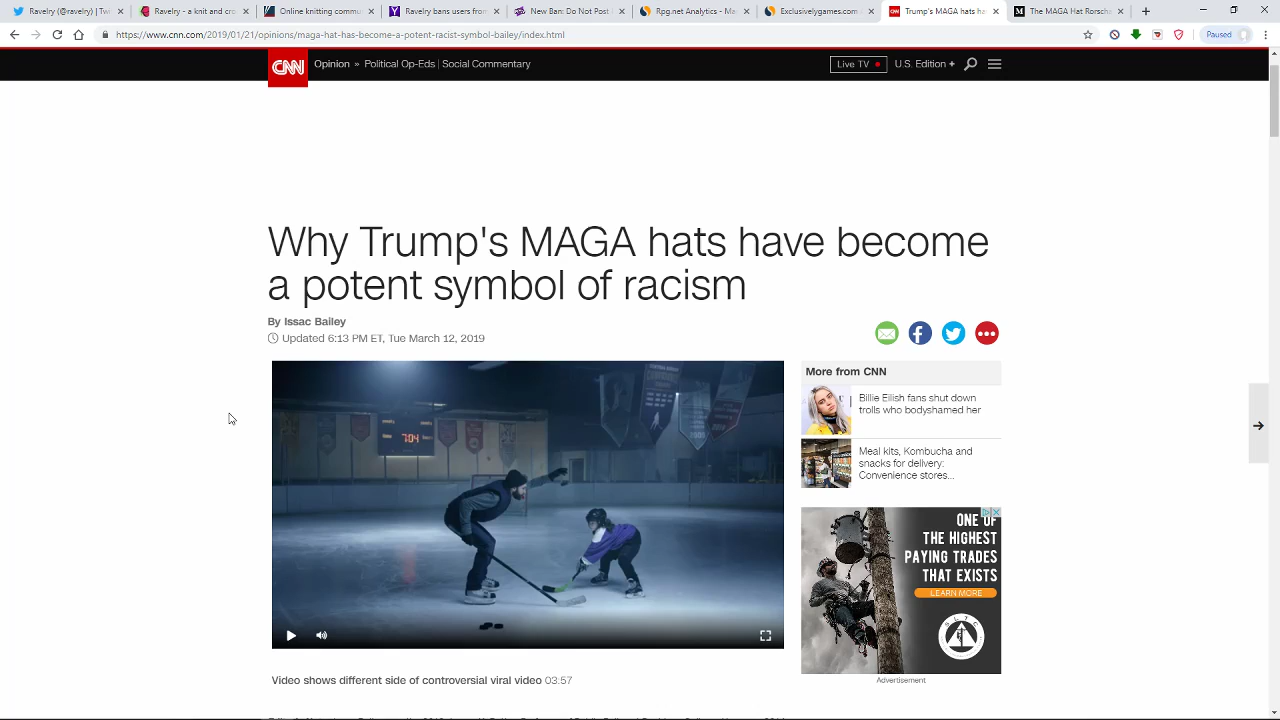 Ravelry (@ravelry) | Tw
Ravelry - a knit and cro
Online knitting commu
Ravelry bans users from
New Ban: Do Not Post I
Rpg.net Analytics - Ma
Exclusivelygames.com
Trump's MAGA hats ha
The MAGA Hat Rorscha
https://www.cnn.com/2019/01/21/opinions/maga-hat-has-become-a-potent-racist-symbol-bailey/index.html
Paused
CNN
Opinion » Political Op-Eds | Social Commentary
Live TV
U.S. Edition +
Why Trump's MAGA hats have become
a potent symbol of racism
By Issac Bailey
Updated 6:13 PM ET, Tue March 12, 2019
7:04
Video shows different side of controversial viral video 03:57
More from CNN
Billie Eilish fans shut down
trolls who bodyshamed her
Meal kits, Kombucha and
snacks for delivery:
Convenience stores...
ONE OF
THE HIGHEST
PAYING TRADES
THAT EXISTS
LEARN MORE
Advertisement